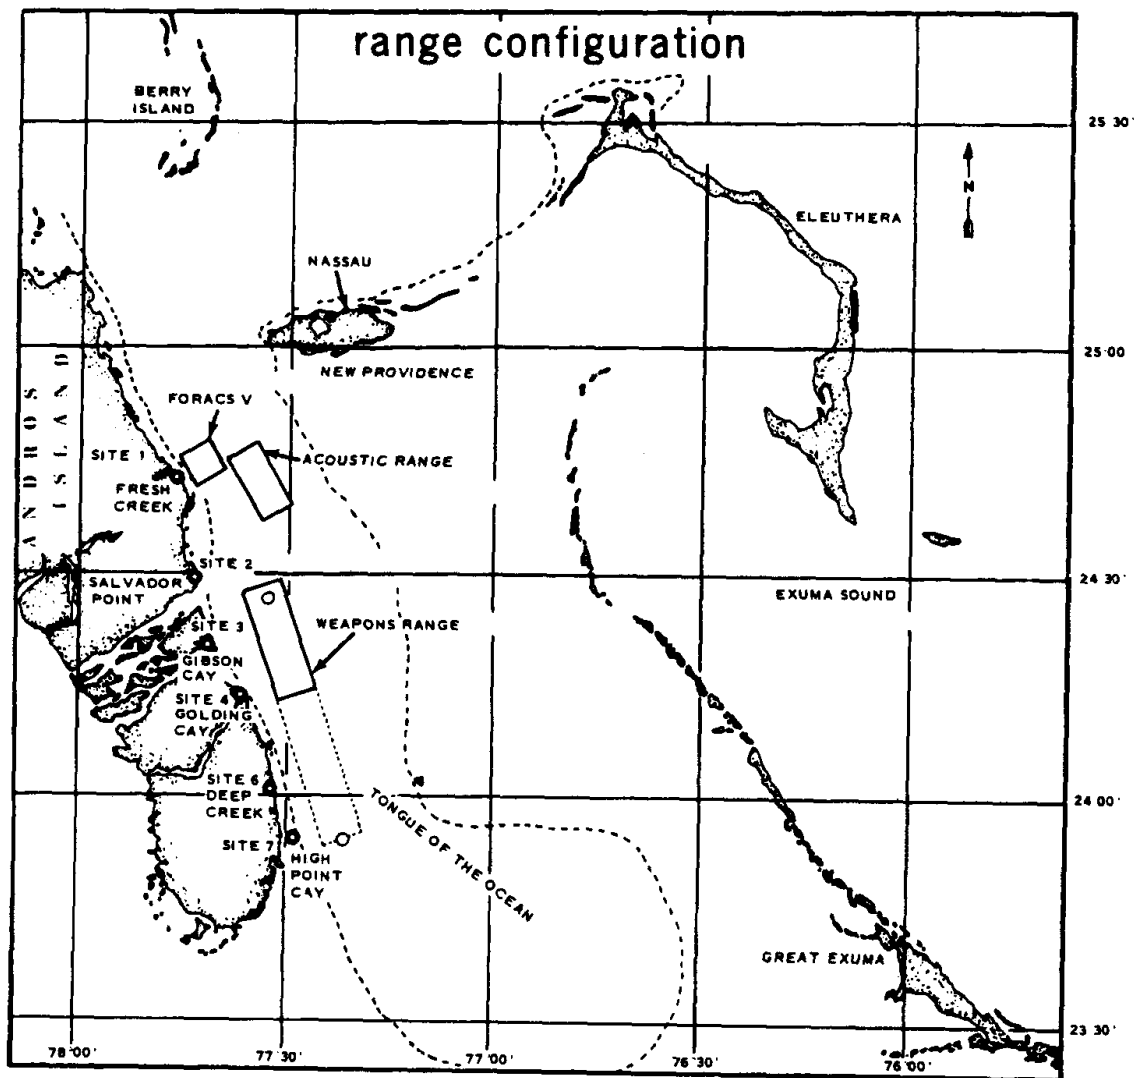 range configuration
BERRY
ISLAND
25 30'
N
ELEUTHERA
NASSAU
25 00'
NEW PROVIDENCE
ANDROS
ISLAND
FORACS V
SITE 1
ACOUSTIC RANGE
FRESH
CREEK
SITE 2
24 30'
SALVADOR
POINT
EXUMA SOUND
SITE 3
WEAPONS RANGE
GIBSON
CAY
SITE 4
GOLDING
CAY
SITE 6
DEEP
CREEK
TONGUE OF THE OCEAN
24 00'
SITE 7
HIGH
POINT
CAY
GREAT EXUMA
23 30'
78 00'
77 30'
77 00'
76 30'
76 00'